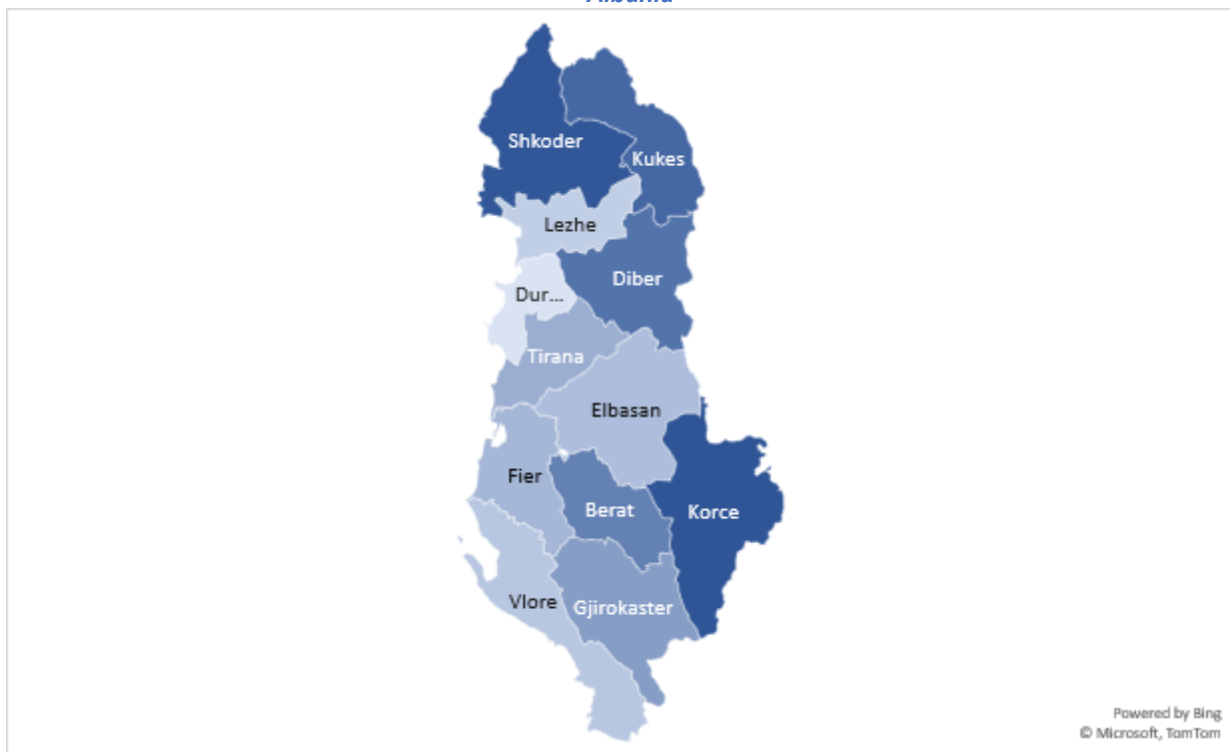 Shkoder
Kukes
Lezhe
Diber
Dur...
Tirana
Elbasan
Fier
Berat
Korce
Vlore
Gjirokaster
Powered by Bing
© Microsoft, TomTom